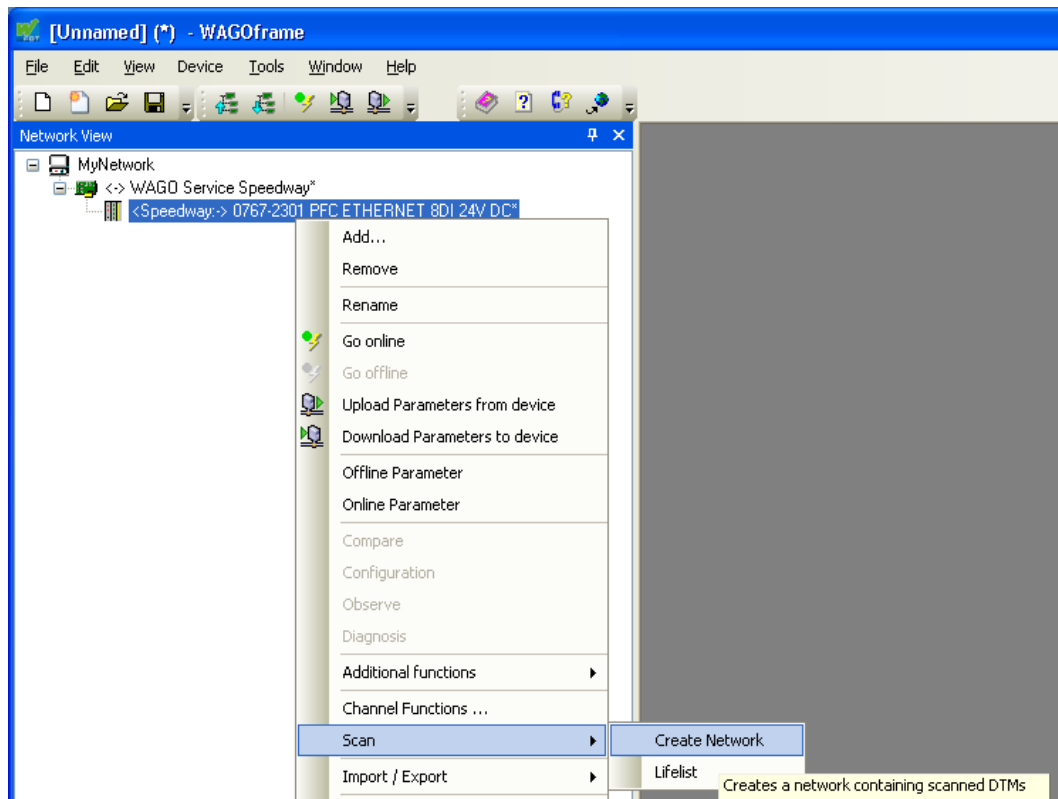 [Unnamed] (*) - WAGOframe
File Edit View Device Tools Window Help
Network View
MyNetwork
<-> WAGO Service Speedway*
<Speedway:-> 0767-2301 PFC ETHERNET 8DI 24V DC*
Add...
Remove
Rename
Go online
Go offline
Upload Parameters from device
Download Parameters to device
Offline Parameter
Online Parameter
Compare
Configuration
Observe
Diagnosis
Additional functions
Channel Functions ...
Scan
Create Network
Import / Export
Lifelist
Creates a network containing scanned DTMs